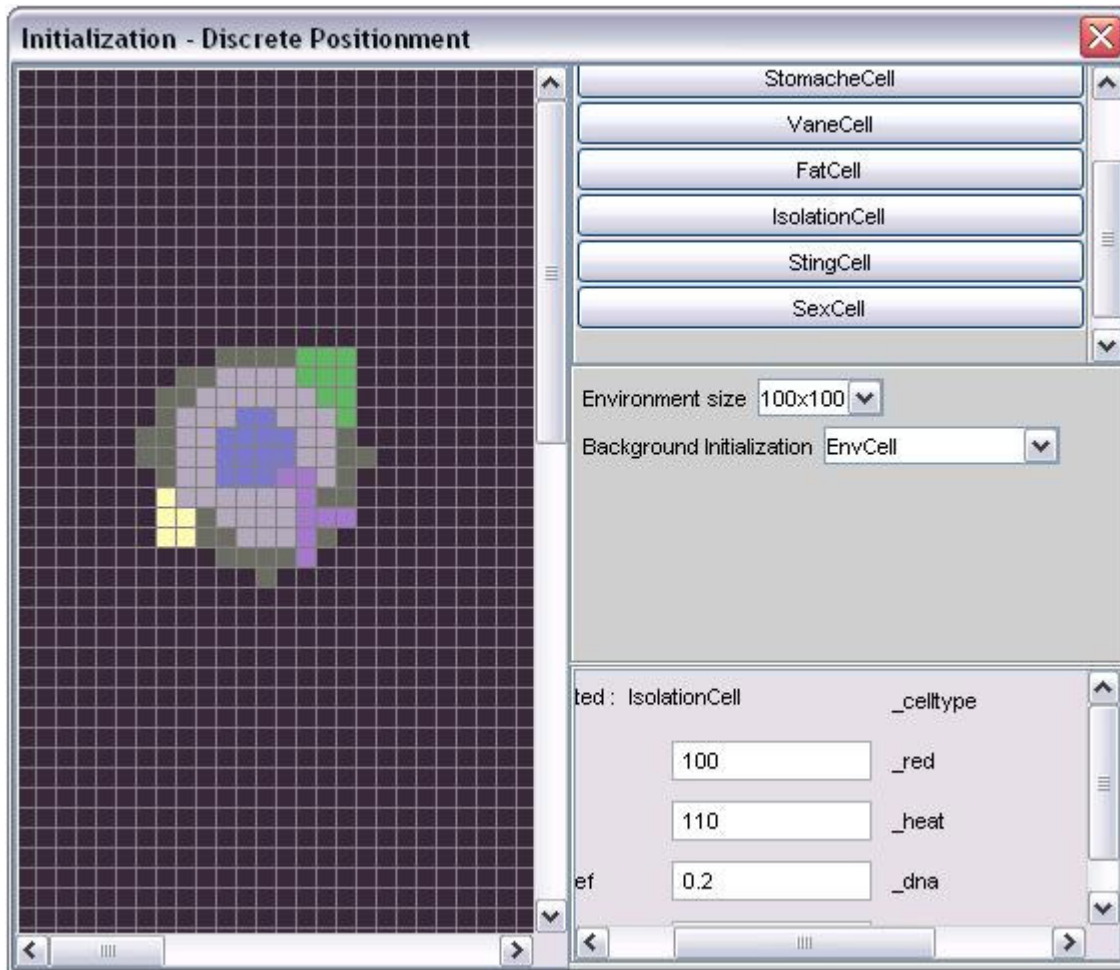 Initialization - Discrete Positionment
StomacheCell
VaneCell
FatCell
IsolationCell
StingCell
SexCell
Environment size 100x100
Background Initialization EnvCell
ted : IsolationCell _celltype
100 _red
110 _heat
ef 0.2 _dna